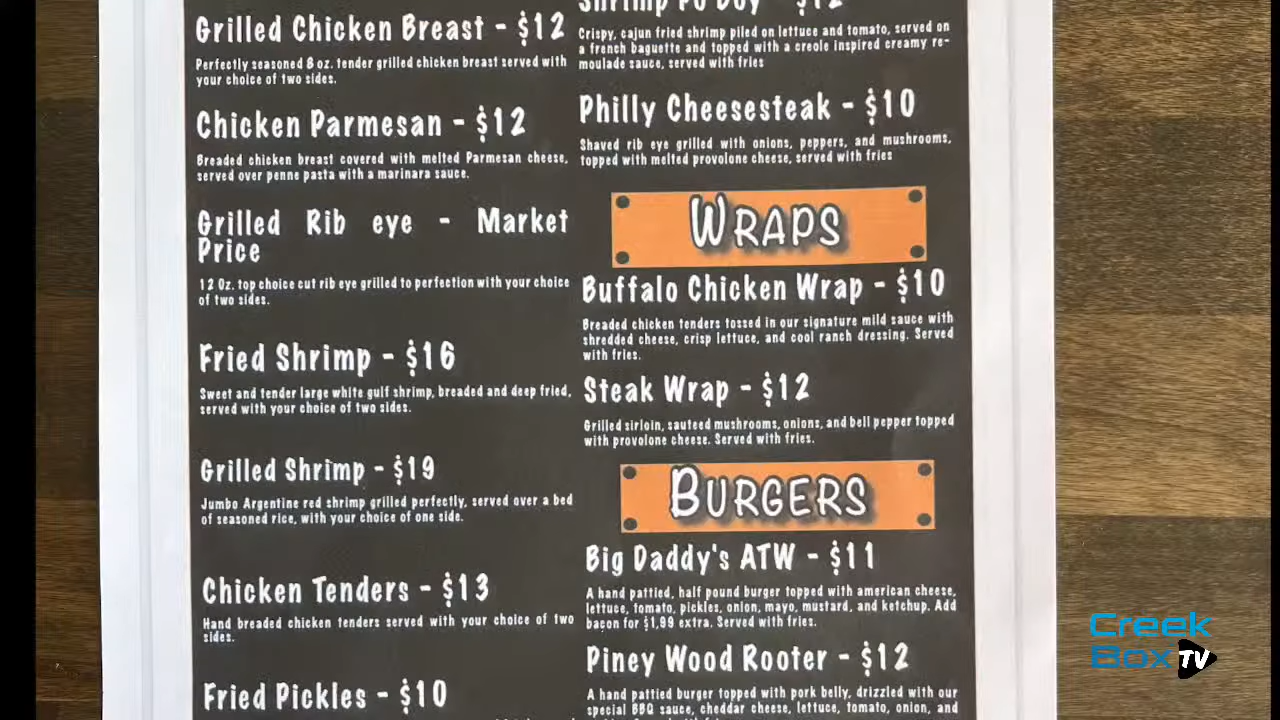 Grilled Chicken Breast - $12
Perfectly seasoned 8 oz. tender grilled chicken breast served with
your choice of two sides.
Chicken Parmesan - $12
Breaded chicken breast covered with melted Parmesan cheese,
served over penne pasta with a marinara sauce.
Grilled Rib eye - Market
Price
12 Oz. top choice cut rib eye grilled to perfection with your choice
of two sides.
Fried Shrimp - $16
Sweet and tender large white gulf shrimp, breaded and deep fried,
served with your choice of two sides.
Grilled Shrimp - $19
Jumbo Argentine red shrimp grilled perfectly, served over a bed
of seasoned rice, with your choice of one side.
Chicken Tenders - $13
Hand breaded chicken tenders served with your choice of two
sides.
Fried Pickles - $10
Shrimp Po Boy - $12
Crispy, cajun fried shrimp piled on lettuce and tomato, served on
a french baguette and topped with a creole inspired creamy re-
moulade sauce, served with fries
Philly Cheesesteak - $10
Shaved rib eye grilled with onions, peppers, and mushrooms,
topped with melted provolone cheese, served with fries
WRAPS
Buffalo Chicken Wrap - $10
Breaded chicken tenders tossed in our signature mild sauce with
shredded cheese, crisp lettuce, and cool ranch dressing. Served
with fries.
Steak Wrap - $12
Grilled sirloin, sauteed mushrooms, onions, and bell pepper topped
with provolone cheese. Served with fries.
BURGERS
Big Daddy's ATW - $11
A hand pattied, half pound burger topped with american cheese,
lettuce, tomato, pickles, onion, mayo, mustard, and ketchup. Add
bacon for $1,99 extra. Served with fries.
Piney Wood Rooter - $12
A hand pattied burger topped with pork belly, drizzled with our
special BBQ sauce, cheddar cheese, lettuce, tomato, onion, and
Creek
Box TV